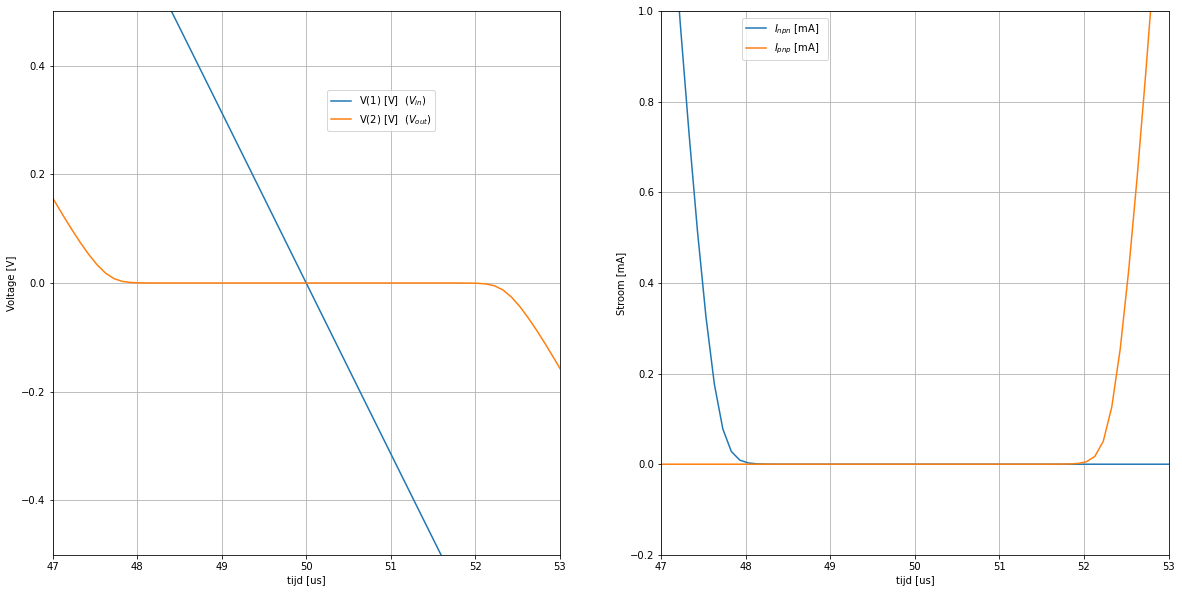 0.4
0.2
0.0
−0.2
−0.4
Voltage [V]
V(1) [V] (V_in)
V(2) [V] (V_out)
47 48 49 50 51 52 53
tijd [us]
1.0
0.8
0.6
0.4
0.2
0.0
−0.2
Stroom [mA]
I_npn [mA]
I_pnp [mA]
47 48 49 50 51 52 53
tijd [us]